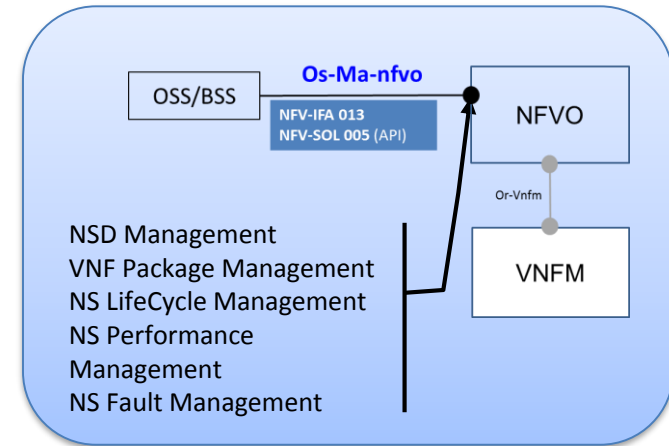 Os-Ma-nfvo
OSS/BSS
NFV-IFA 013
NFV-SOL 005 (API)
NFVO
Or-Vnfm
VNFM
NSD Management
VNF Package Management
NS LifeCycle Management
NS Performance
Management
NS Fault Management